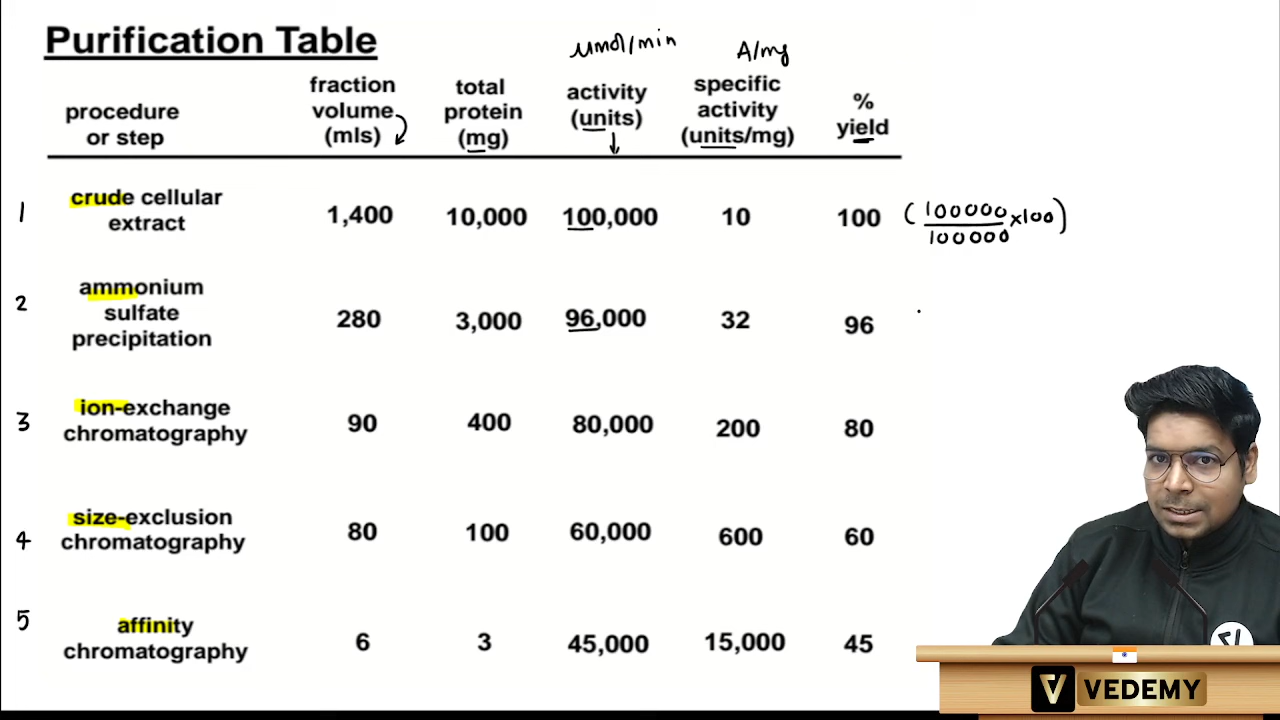 Purification Table
μmol/min
A/mg
procedure or step
fraction volume (mls)
total protein (mg)
activity (units)
specific activity (units/mg)
% yield
1 crude cellular extract 1,400 10,000 100,000 10 100 (100000/100000 ×100)
2 ammonium sulfate precipitation 280 3,000 96,000 32 96
3 ion-exchange chromatography 90 400 80,000 200 80
4 size-exclusion chromatography 80 100 60,000 600 60
5 affinity chromatography 6 3 45,000 15,000 45
VEDEMY